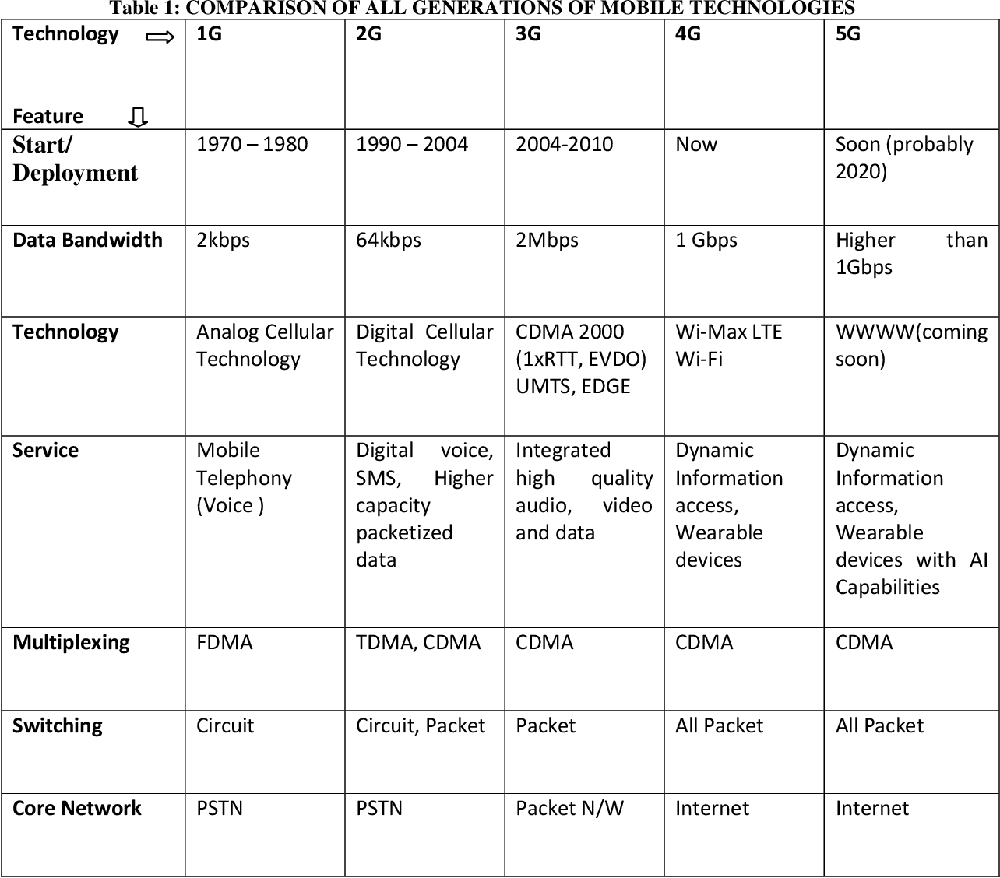 Table 1: COMPARISON OF ALL GENERATIONS OF MOBILE TECHNOLOGIES
Technology 1G 2G 3G 4G 5G
Feature
Start/
Deployment
1970 – 1980
1990 – 2004
2004-2010
Now
Soon (probably
2020)
Data Bandwidth
2kbps
64kbps
2Mbps
1 Gbps
Higher than
1Gbps
Technology
Analog Cellular
Technology
Digital Cellular
Technology
CDMA 2000
(1xRTT, EVDO)
UMTS, EDGE
Wi-Max LTE
Wi-Fi
WWWW(coming
soon)
Service
Mobile
Telephony
(Voice )
Digital voice,
SMS, Higher
capacity
packetized
data
Integrated
high quality
audio, video
and data
Dynamic
Information
access,
Wearable
devices
Dynamic
Information
access,
Wearable
devices with AI
Capabilities
Multiplexing
FDMA
TDMA, CDMA
CDMA
CDMA
CDMA
Switching
Circuit
Circuit, Packet
Packet
All Packet
All Packet
Core Network
PSTN
PSTN
Packet N/W
Internet
Internet